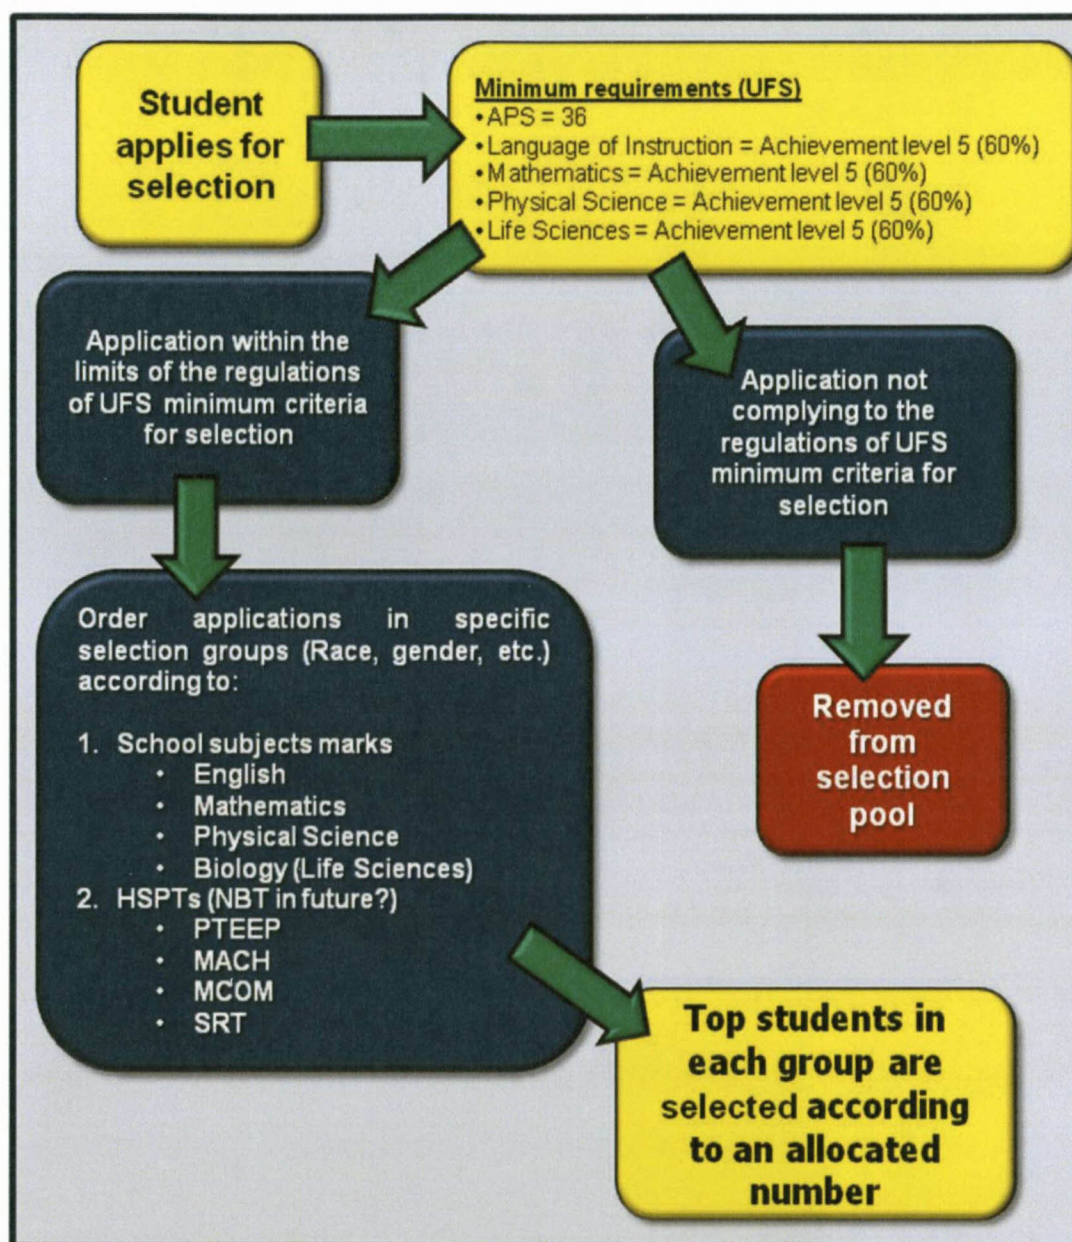 Student
applies for
selection
Minimum requirements (UFS)
•APS = 36
•Language of Instruction = Achievement level 5 (60%)
•Mathematics = Achievement level 5 (60%)
•Physical Science = Achievement level 5 (60%)
•Life Sciences = Achievement level 5 (60%)
Application within the
limits of the regulations
of UFS minimum criteria
for selection
Application not
complying to the
regulations of UFS
minimum criteria for
selection
Order applications in specific
selection groups (Race, gender, etc.)
according to:
1. School subjects marks
• English
• Mathematics
• Physical Science
• Biology (Life Sciences)
2. HSPTs (NBT in future?)
• PTEEP
• MACH
• MCOM
• SRT
Removed
from
selection
pool
Top students in
each group are
selected according
to an allocated
number